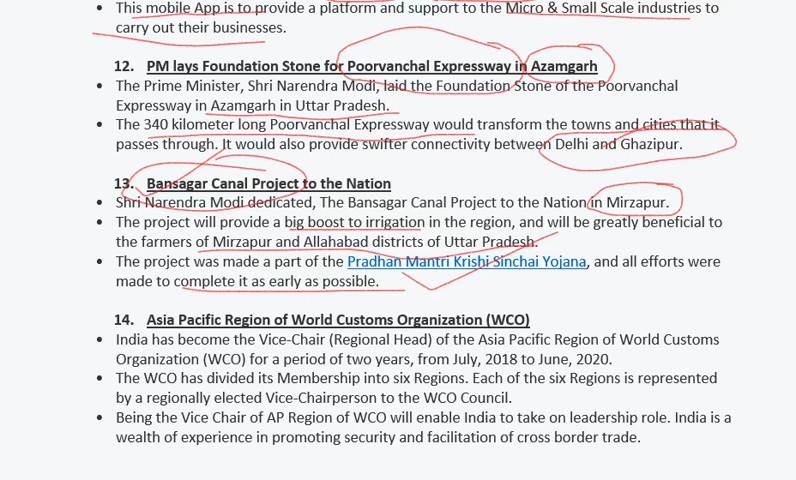 • This mobile App is to provide a platform and support to the Micro & Small Scale industries to
carry out their businesses.
12. PM lays Foundation Stone for Poorvanchal Expressway in Azamgarh
• The Prime Minister, Shri Narendra Modi, laid the Foundation Stone of the Poorvanchal
Expressway in Azamgarh in Uttar Pradesh.
• The 340 kilometer long Poorvanchal Expressway would transform the towns and cities that it
passes through. It would also provide swifter connectivity between Delhi and Ghazipur.
13. Bansagar Canal Project to the Nation
• Shri Narendra Modi dedicated, The Bansagar Canal Project to the Nation in Mirzapur.
• The project will provide a big boost to irrigation in the region, and will be greatly beneficial to
the farmers of Mirzapur and Allahabad districts of Uttar Pradesh.
• The project was made a part of the Pradhan Mantri Krishi Sinchai Yojana, and all efforts were
made to complete it as early as possible.
14. Asia Pacific Region of World Customs Organization (WCO)
• India has become the Vice-Chair (Regional Head) of the Asia Pacific Region of World Customs
Organization (WCO) for a period of two years, from July, 2018 to June, 2020.
• The WCO has divided its Membership into six Regions. Each of the six Regions is represented
by a regionally elected Vice-Chairperson to the WCO Council.
• Being the Vice Chair of AP Region of WCO will enable India to take on leadership role. India is a
wealth of experience in promoting security and facilitation of cross border trade.